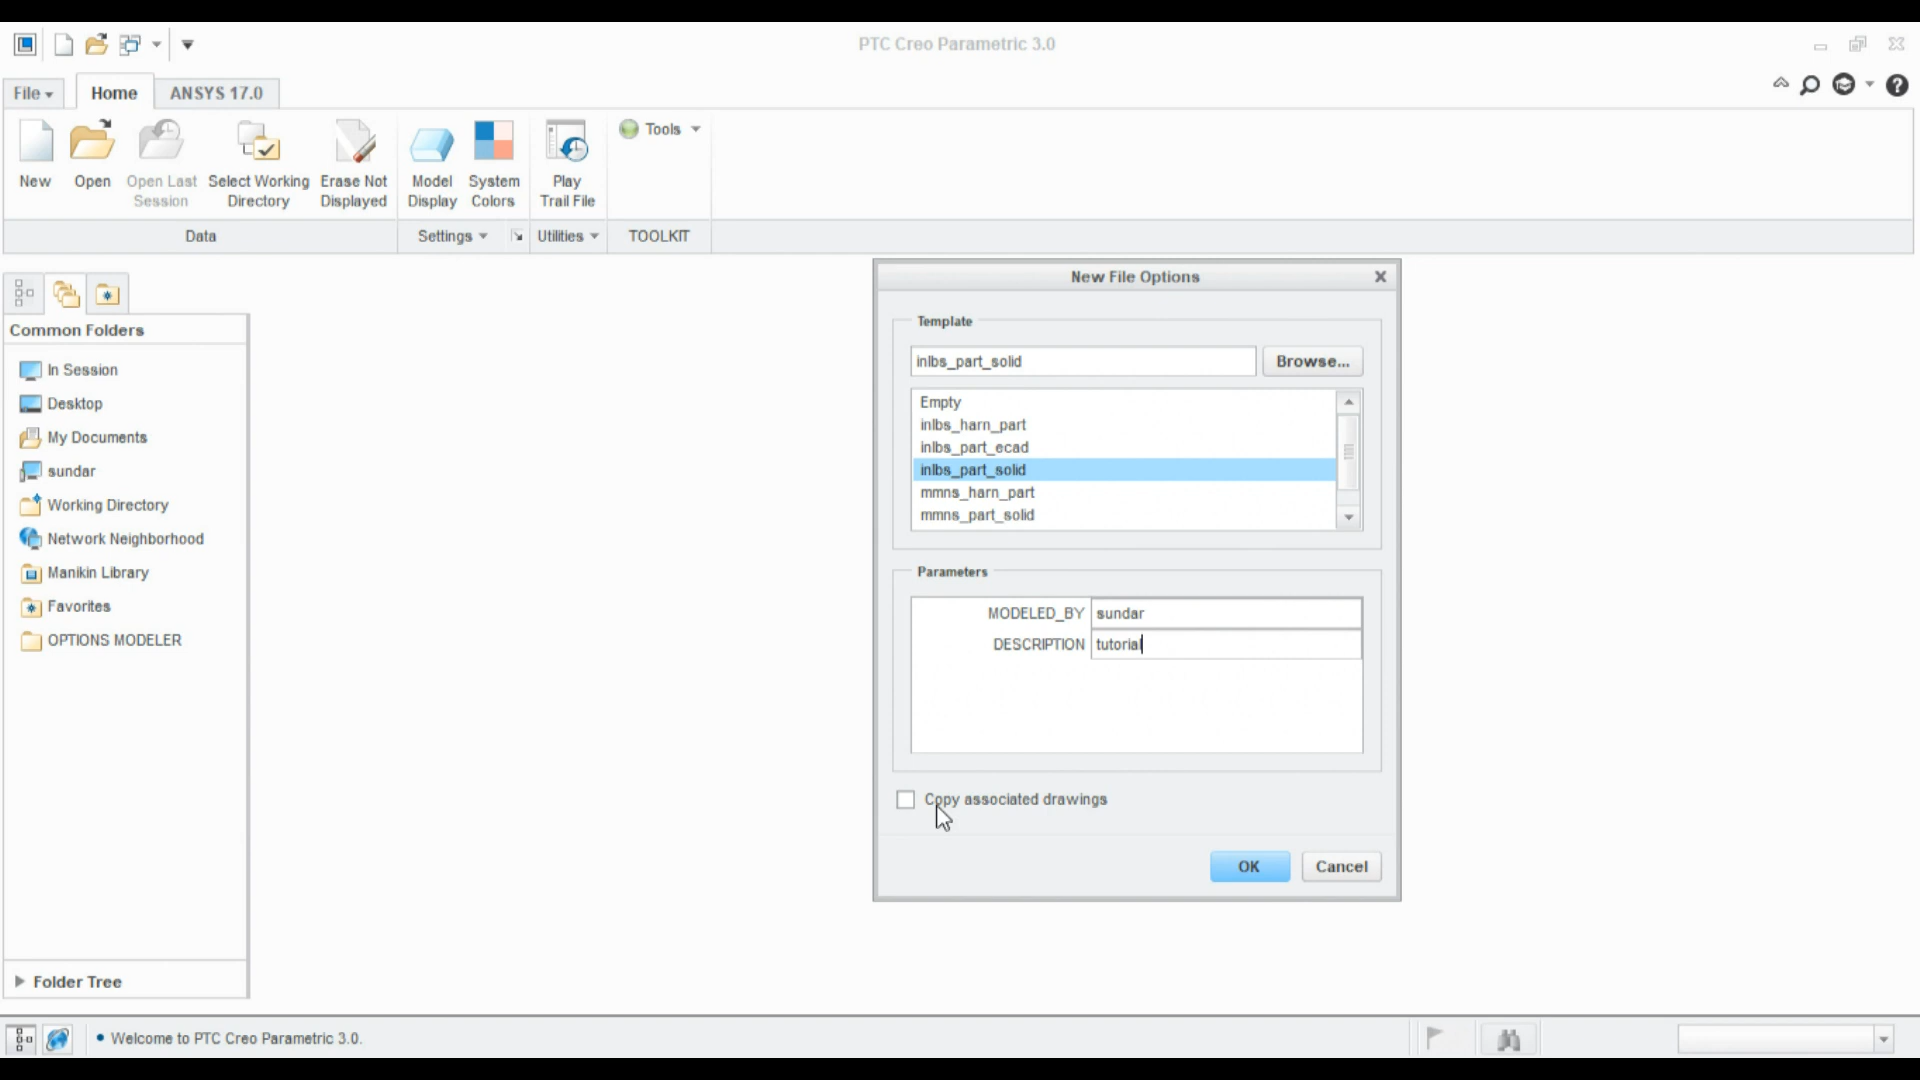 PTC Creo Parametric 3.0
File Home ANSYS 17.0
New Open Open Last Session Select Working Directory Erase Not Displayed Model Display System Colors Play Trail File Tools
Data Settings Utilities TOOLKIT
Common Folders
In Session
Desktop
My Documents
sundar
Working Directory
Network Neighborhood
Manikin Library
Favorites
OPTIONS MODELER
Folder Tree
New File Options
Template
inlbs_part_solid Browse...
Empty
inlbs_harn_part
inlbs_part_ecad
inlbs_part_solid
mmns_harn_part
mmns_part_solid
Parameters
MODELED_BY sundar
DESCRIPTION tutorial
Copy associated drawings
OK Cancel
• Welcome to PTC Creo Parametric 3.0.